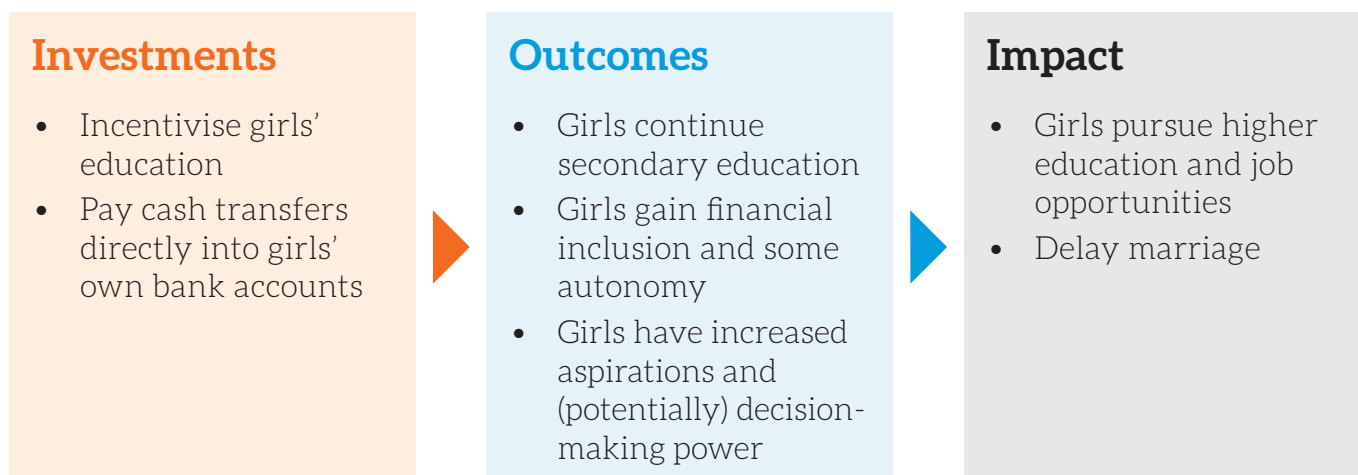 Investments
• Incentivise girls’
education
• Pay cash transfers
directly into girls’
own bank accounts
Outcomes
• Girls continue
secondary education
• Girls gain financial
inclusion and some
autonomy
• Girls have increased
aspirations and
(potentially) decision-
making power
Impact
• Girls pursue higher
education and job
opportunities
• Delay marriage